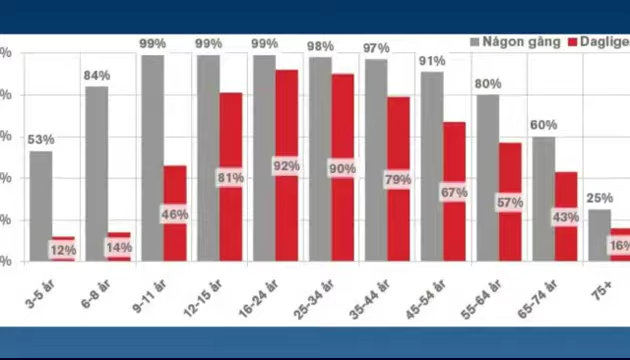 Någon gång Daglige
99% 99% 99% 98% 97%
84% 91% 80%
53% 60% 25%
12% 14% 46% 81% 92% 90% 79% 67% 57% 43% 16%
3-5 år 6-8 år 9-11 år 12-15 år 16-24 år 25-34 år 35-44 år 45-54 år 55-64 år 65-74 år 75+